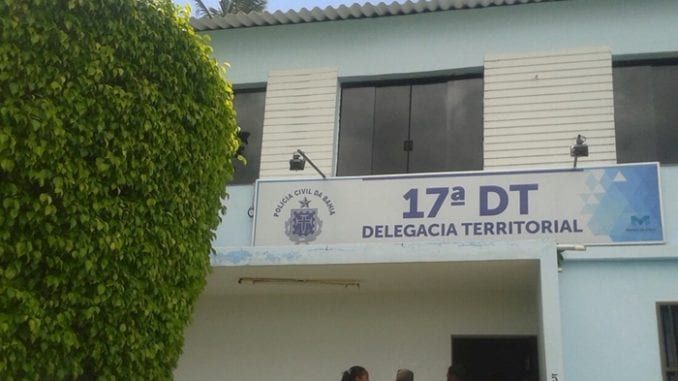 POLÍCIA CIVIL DA BAHIA
17ª DT
DELEGACIA TERRITORIAL